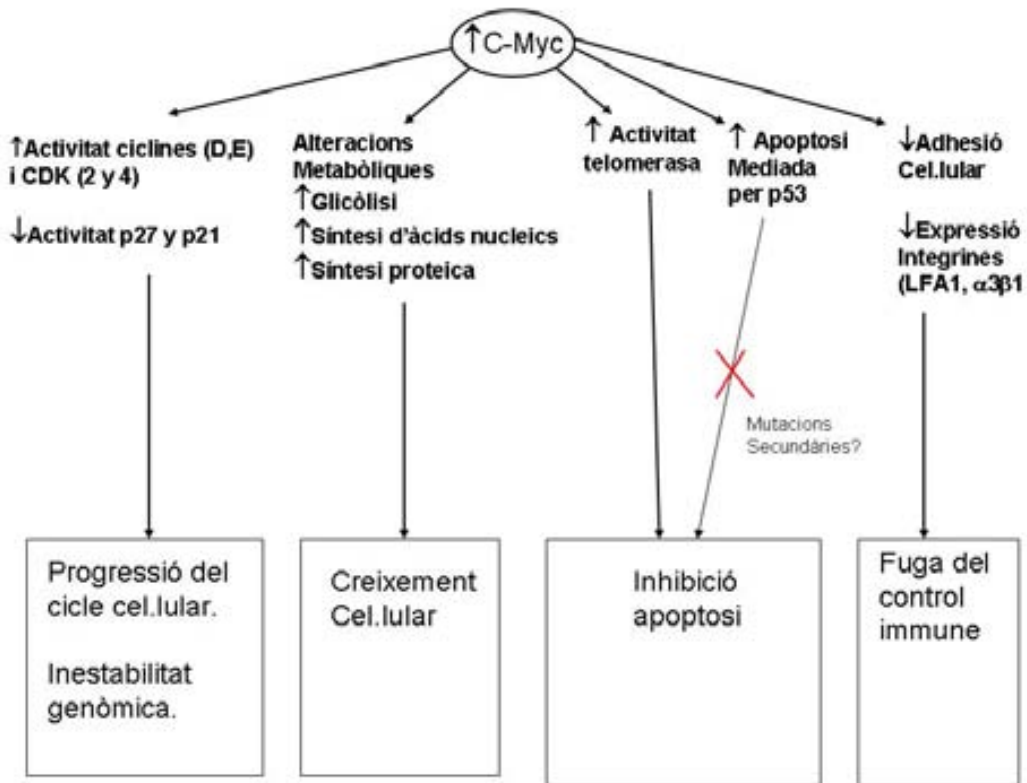 ↑C-Myc
↑Activitat ciclines (D,E)
i CDK (2 y 4)
↓Activitat p27 y p21
Alteracions
Metabòliques
↑Glicòlisi
↑Síntesi d'àcids nucleics
↑Síntesi proteica
↑ Activitat
telomerasa
↑ Apoptosi
Mediada
per p53
↓Adhesió
Cel.lular
↓Expressió
Integrines
(LFA1, α3β1
Mutacions
Secundáries?
Progressió del
cicle cel.lular.
Inestabilitat
genòmica.
Creixement
Cel.lular
Inhibició
apoptosi
Fuga del
control
immune